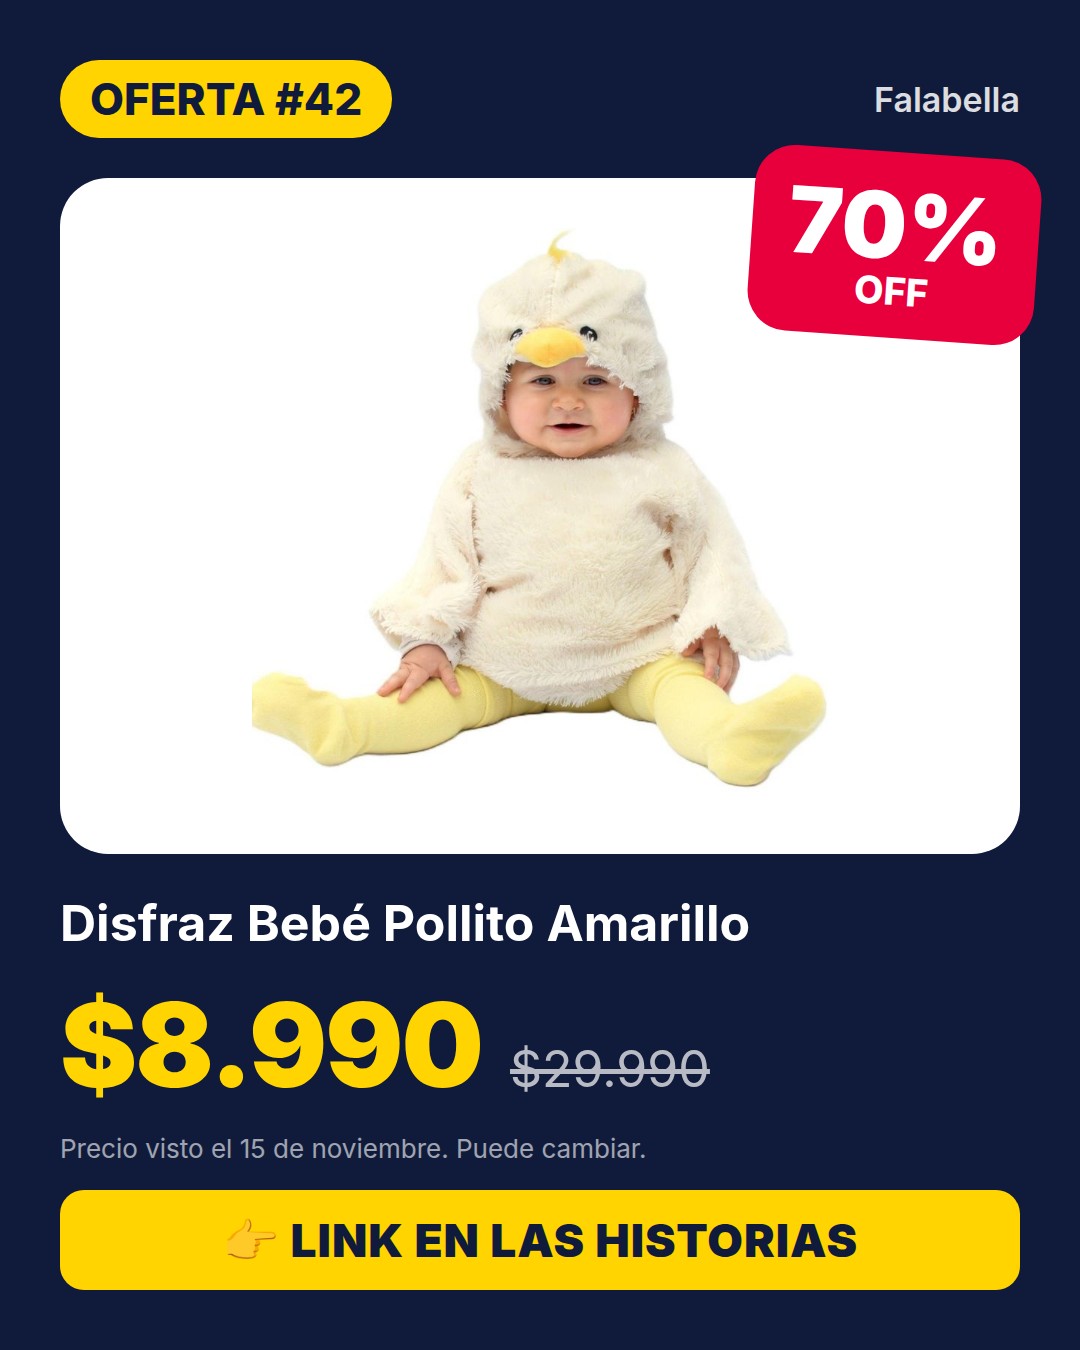 OFERTA #42
Falabella
70%
OFF
Disfraz Bebé Pollito Amarillo
$8.990 $29.990
Precio visto el 15 de noviembre. Puede cambiar.
👉 LINK EN LAS HISTORIAS